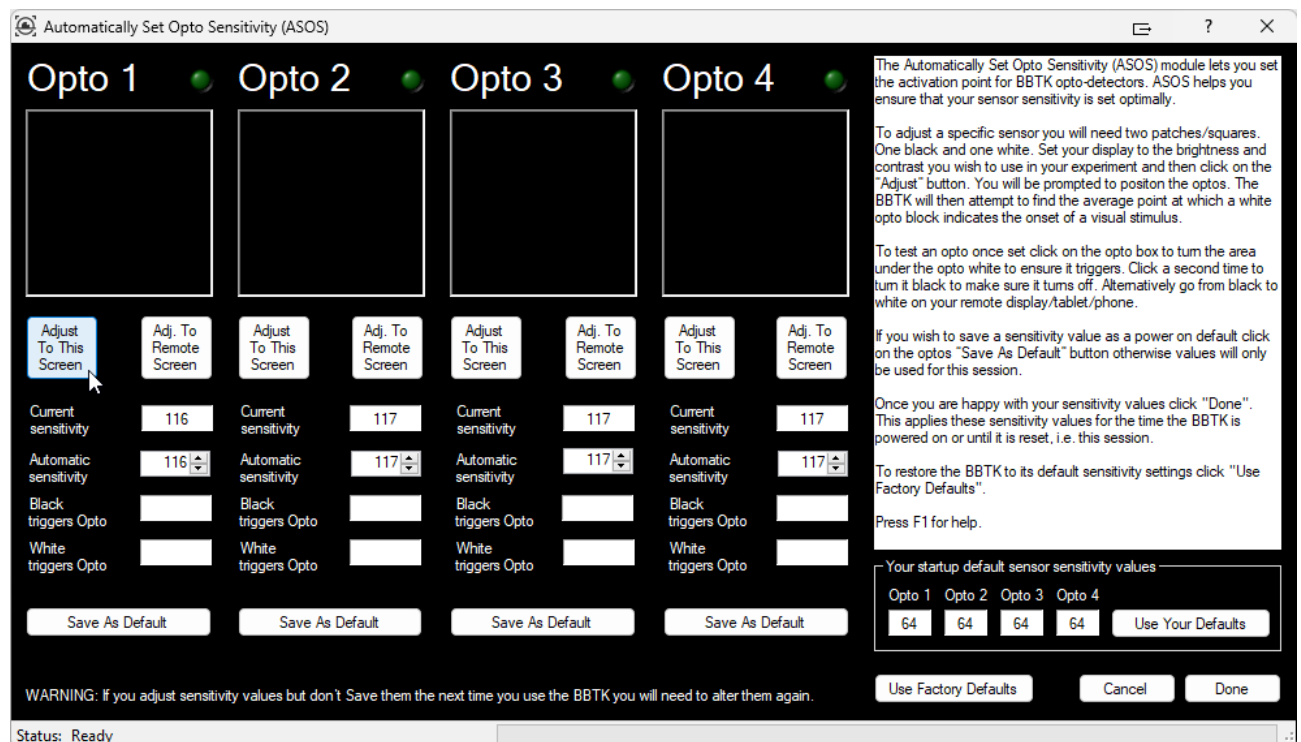 Automatically Set Opto Sensitivity (ASOS)
?
Opto 1
Opto 2
Opto 3
Opto 4
Adjust
To This
Screen
Adj. To
Remote
Screen
Adjust
To This
Screen
Adj. To
Remote
Screen
Adjust
To This
Screen
Adj. To
Remote
Screen
Adjust
To This
Screen
Adj. To
Remote
Screen
Current
sensitivity
116
Current
sensitivity
117
Current
sensitivity
117
Current
sensitivity
117
Automatic
sensitivity
116
Automatic
sensitivity
117
Automatic
sensitivity
117
Automatic
sensitivity
117
Black
triggers Opto
Black
triggers Opto
Black
triggers Opto
Black
triggers Opto
White
triggers Opto
White
triggers Opto
White
triggers Opto
White
triggers Opto
Save As Default
Save As Default
Save As Default
Save As Default
WARNING: If you adjust sensitivity values but don't Save them the next time you use the BBTK you will need to alter them again.
The Automatically Set Opto Sensitivity (ASOS) module lets you set
the activation point for BBTK opto-detectors. ASOS helps you
ensure that your sensor sensitivity is set optimally.
To adjust a specific sensor you will need two patches/squares.
One black and one white. Set your display to the brightness and
contrast you wish to use in your experiment and then click on the
"Adjust" button. You will be prompted to positon the optos. The
BBTK will then attempt to find the average point at which a white
opto block indicates the onset of a visual stimulus.
To test an opto once set click on the opto box to turn the area
under the opto white to ensure it triggers. Click a second time to
turn it black to make sure it turns off. Alternatively go from black to
white on your remote display/tablet/phone.
If you wish to save a sensitivity value as a power on default click
on the optos "Save As Default" button otherwise values will only
be used for this session.
Once you are happy with your sensitivity values click "Done".
This applies these sensitivity values for the time the BBTK is
powered on or until it is reset, i.e. this session.
To restore the BBTK to its default sensitivity settings click "Use
Factory Defaults".
Press F1 for help.
Your startup default sensor sensitivity values
Opto 1 Opto 2 Opto 3 Opto 4
64 64 64 64 Use Your Defaults
Use Factory Defaults
Cancel
Done
Status: Ready